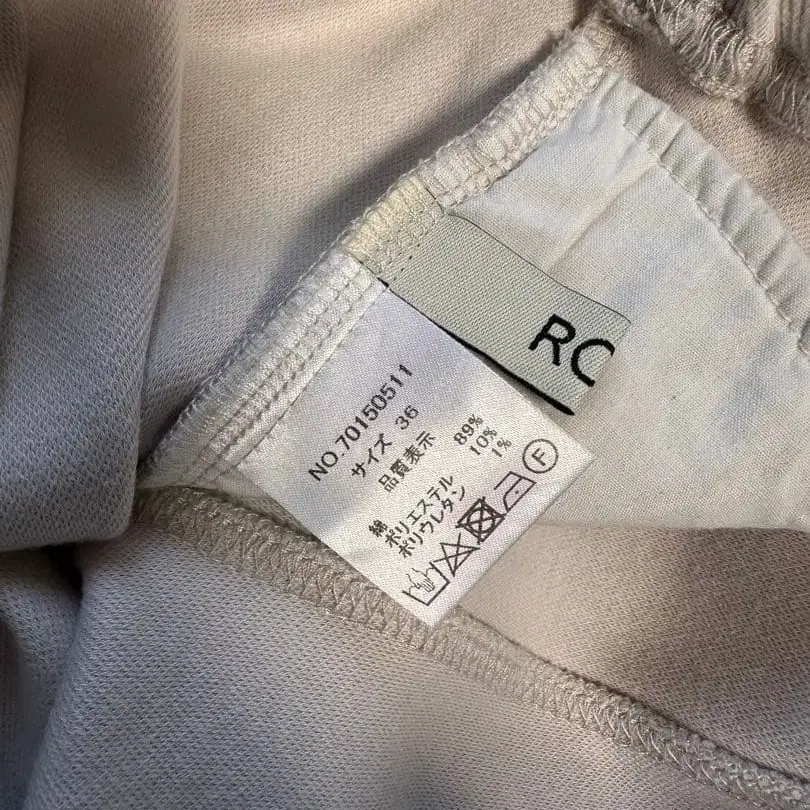 RC
NO.70150511
サイズ 36
品質表示
綿 89%
ポリエステル 10%
ポリウレタン 1%
F